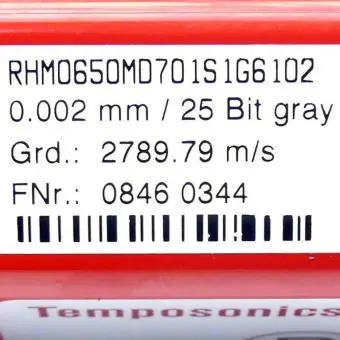 RHM0650MD701S1G6102
0.002 mm / 25 Bit gray
Grd.: 2789.79 m/s
FNr.: 0846 0344
Temposonics